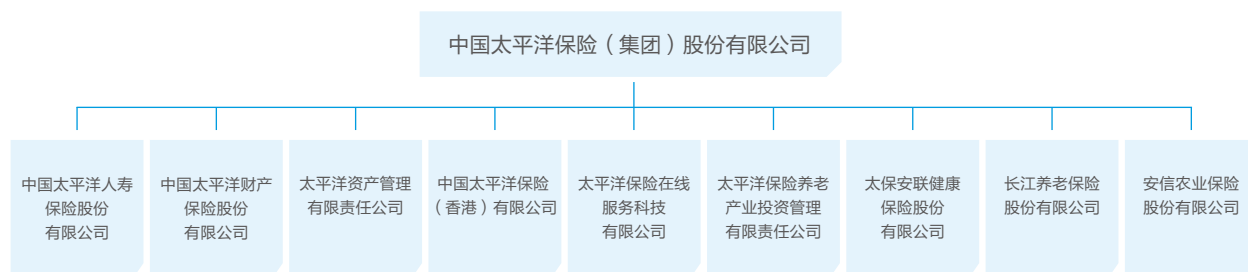 中国太平洋保险（集团）股份有限公司
中国太平洋人寿
保险股份
有限公司
中国太平洋财产
保险股份
有限公司
太平洋资产管理
有限责任公司
中国太平洋保险
（香港）有限公司
太平洋保险在线
服务科技
有限公司
太平洋保险养老
产业投资管理
有限责任公司
太保安联健康
保险股份
有限公司
长江养老保险
股份有限公司
安信农业保险
股份有限公司